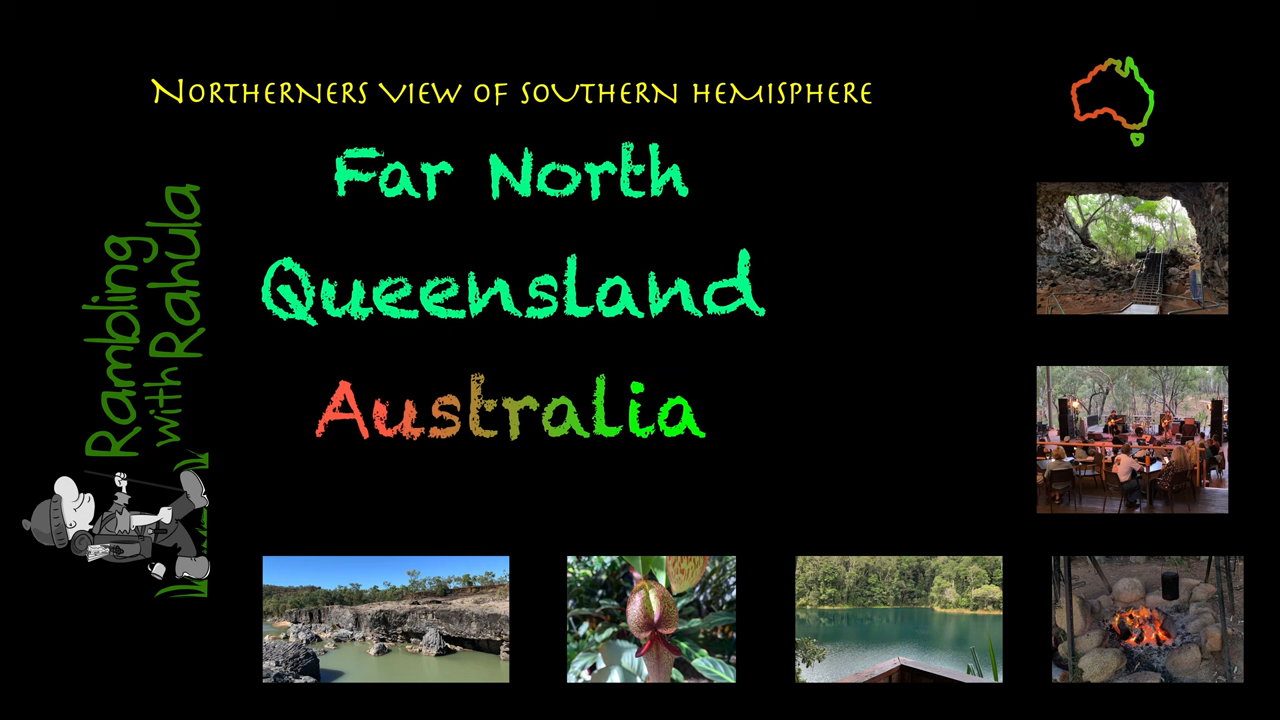 Northerners view of southern hemisphere
Far North
Queensland
Australia
Rambling
with Rahula